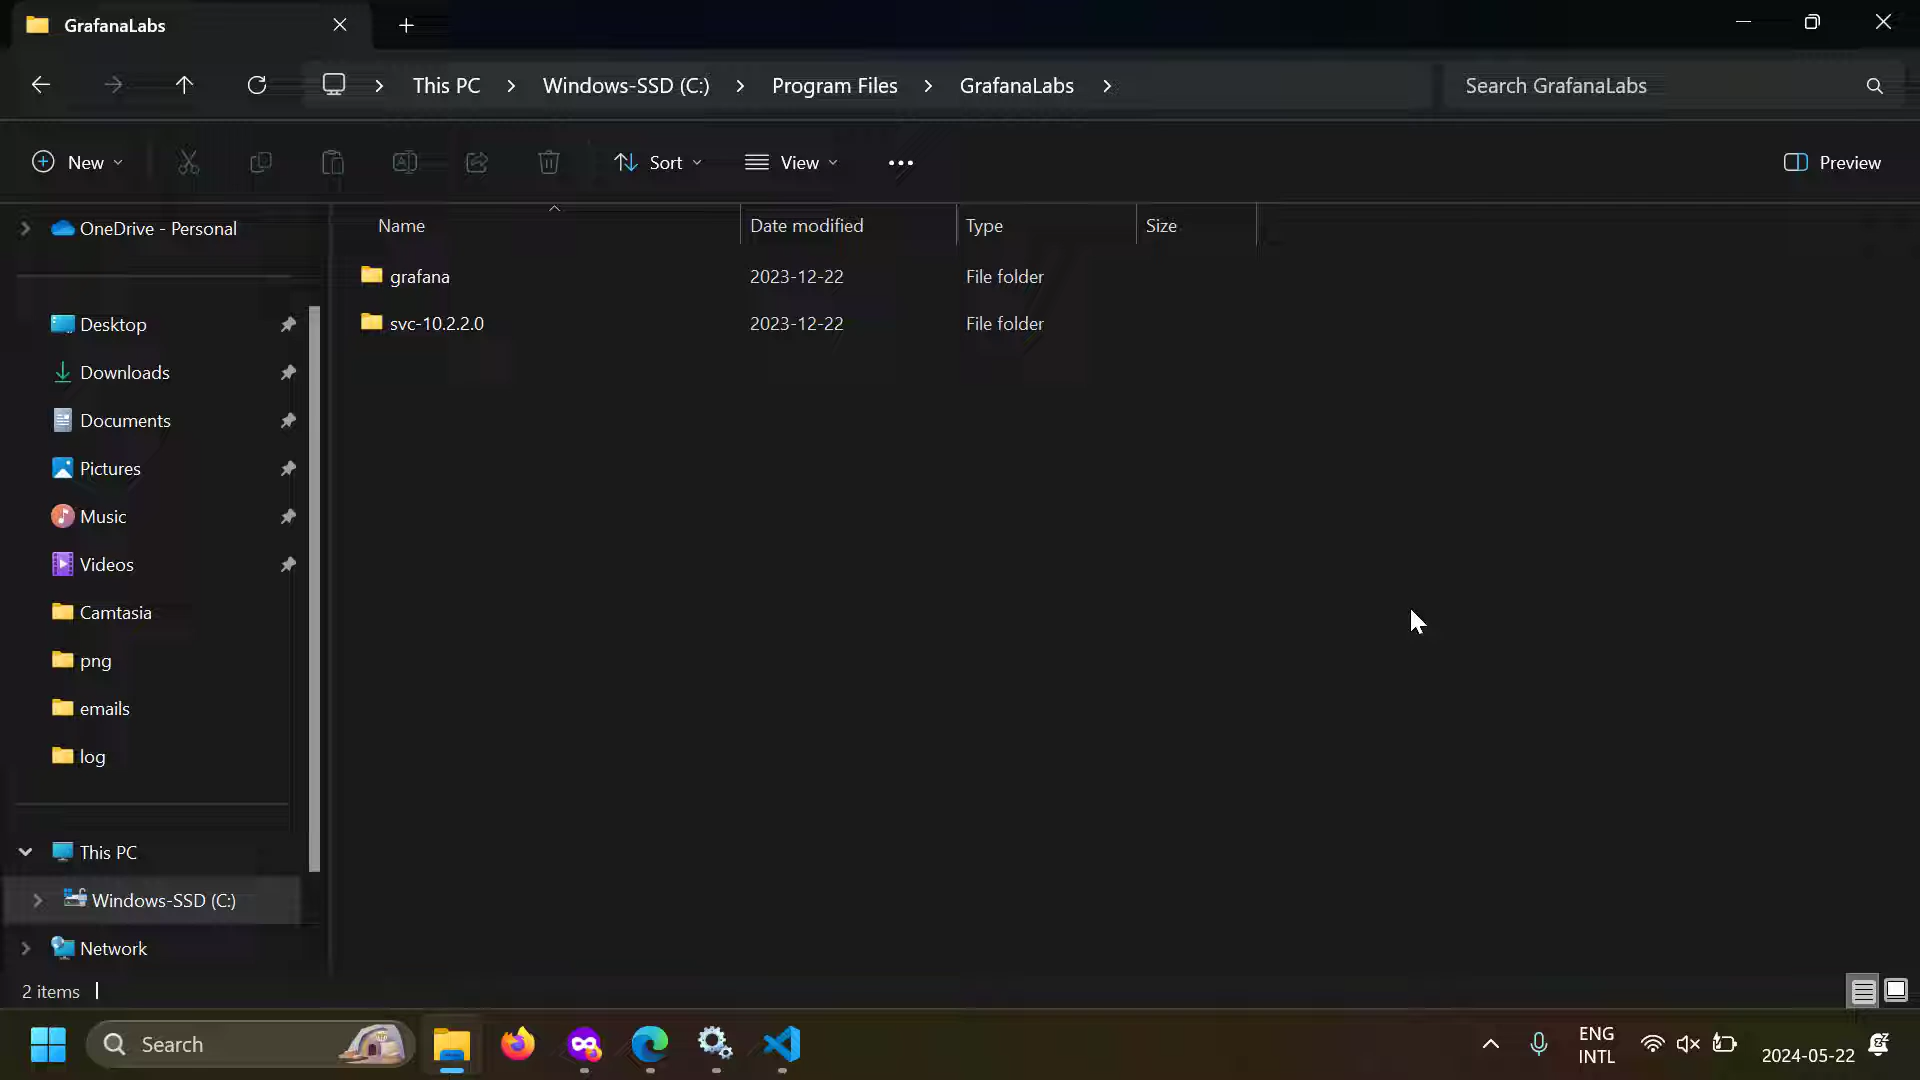 GrafanaLabs
This PC
Windows-SSD (C:)
Program Files
GrafanaLabs
Search GrafanaLabs
New
Sort
View
Preview
OneDrive - Personal
Desktop
Downloads
Documents
Pictures
Music
Videos
Camtasia
png
emails
log
This PC
Windows-SSD (C:)
Network
Name Date modified Type Size
grafana 2023-12-22 File folder
svc-10.2.2.0 2023-12-22 File folder
2 items
Search
ENG
INTL
2024-05-22